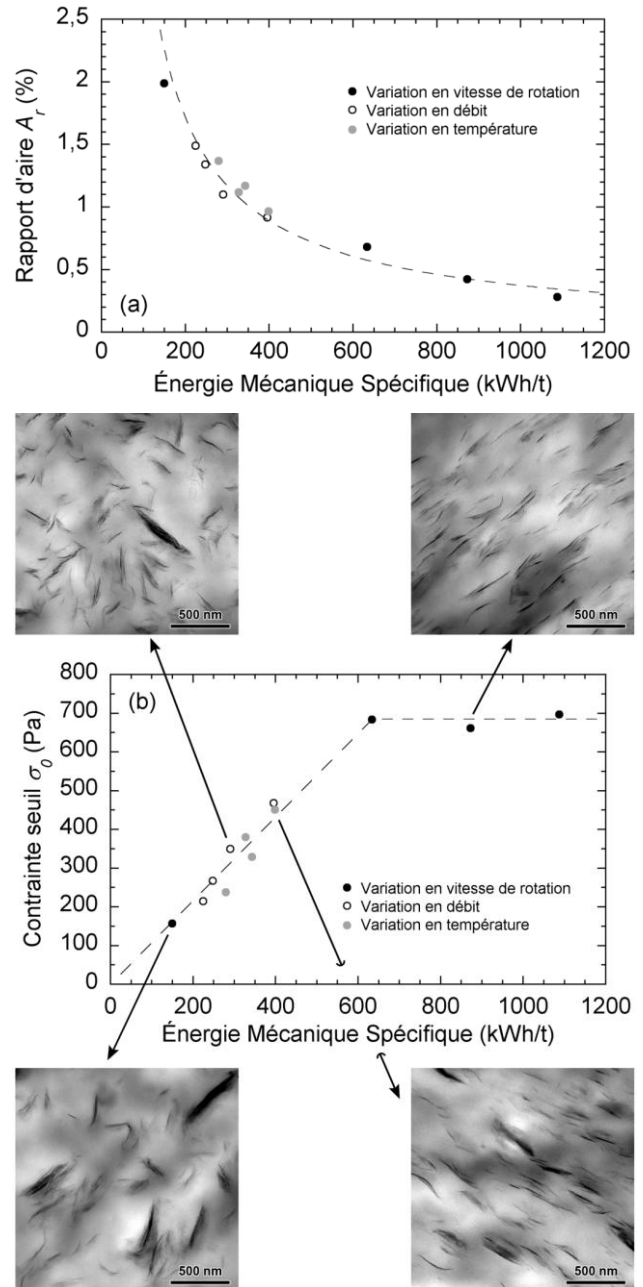 2,5
2
1,5
1
0,5
0
Rapport d'aire A_r (%)
Variation en vitesse de rotation
Variation en débit
Variation en température
(a)
0 200 400 600 800 1000 1200
Énergie Mécanique Spécifique (kWh/t)
500 nm
500 nm
800
700
600
500
400
300
200
100
0
Contrainte seuil σ_0 (Pa)
(b)
Variation en vitesse de rotation
Variation en débit
Variation en température
0 200 400 600 800 1000 1200
Énergie Mécanique Spécifique (kWh/t)
500 nm
500 nm